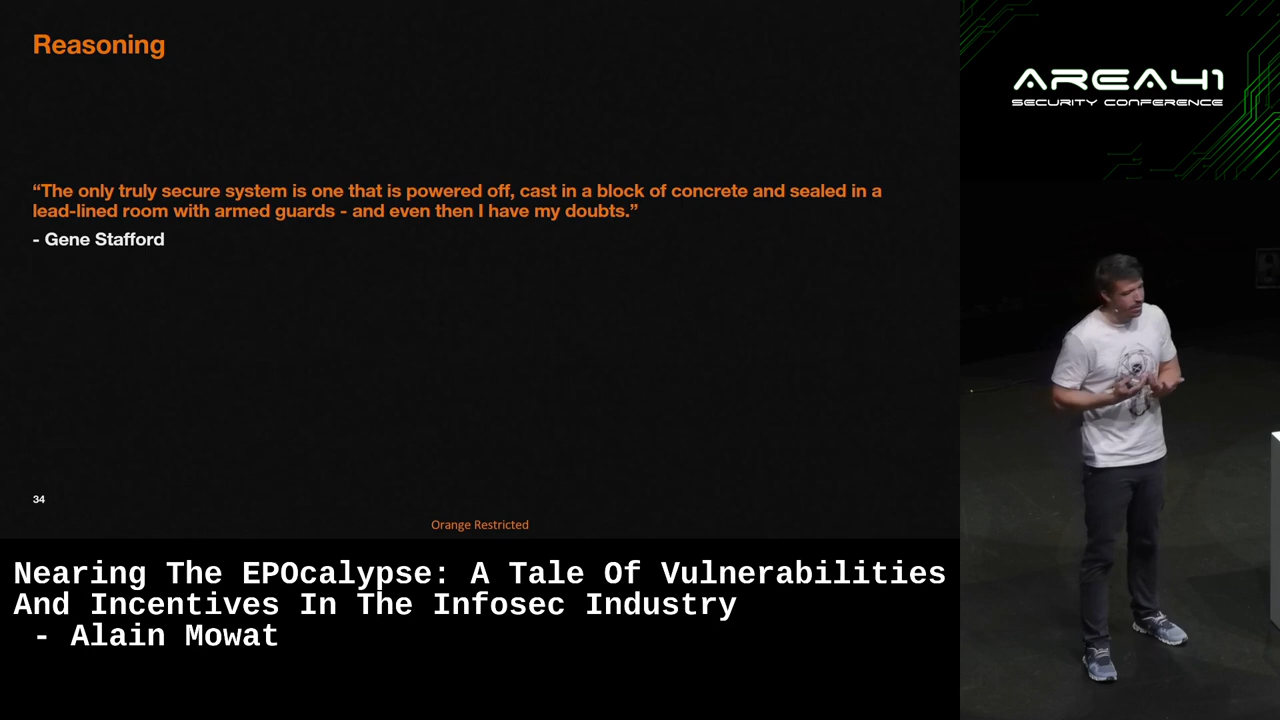 Reasoning
“The only truly secure system is one that is powered off, cast in a block of concrete and sealed in a
lead-lined room with armed guards - and even then I have my doubts.”
- Gene Stafford
34
Orange Restricted
AREA41
SECURITY CONFERENCE
Nearing The EPOcalypse: A Tale Of Vulnerabilities
And Incentives In The Infosec Industry
- Alain Mowat